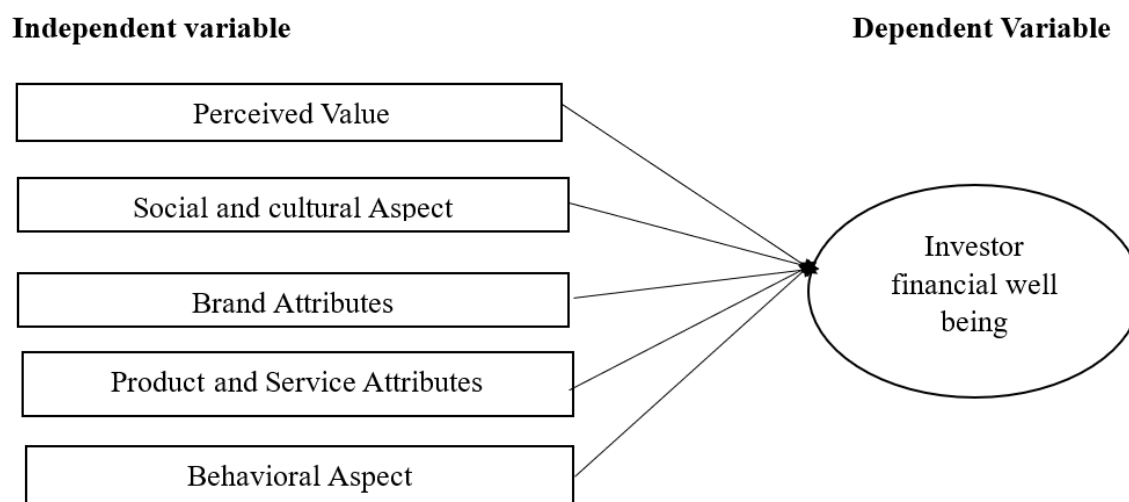 Independent variable
Dependent Variable
Perceived Value
Social and cultural Aspect
Brand Attributes
Product and Service Attributes
Behavioral Aspect
Investor
financial well
being